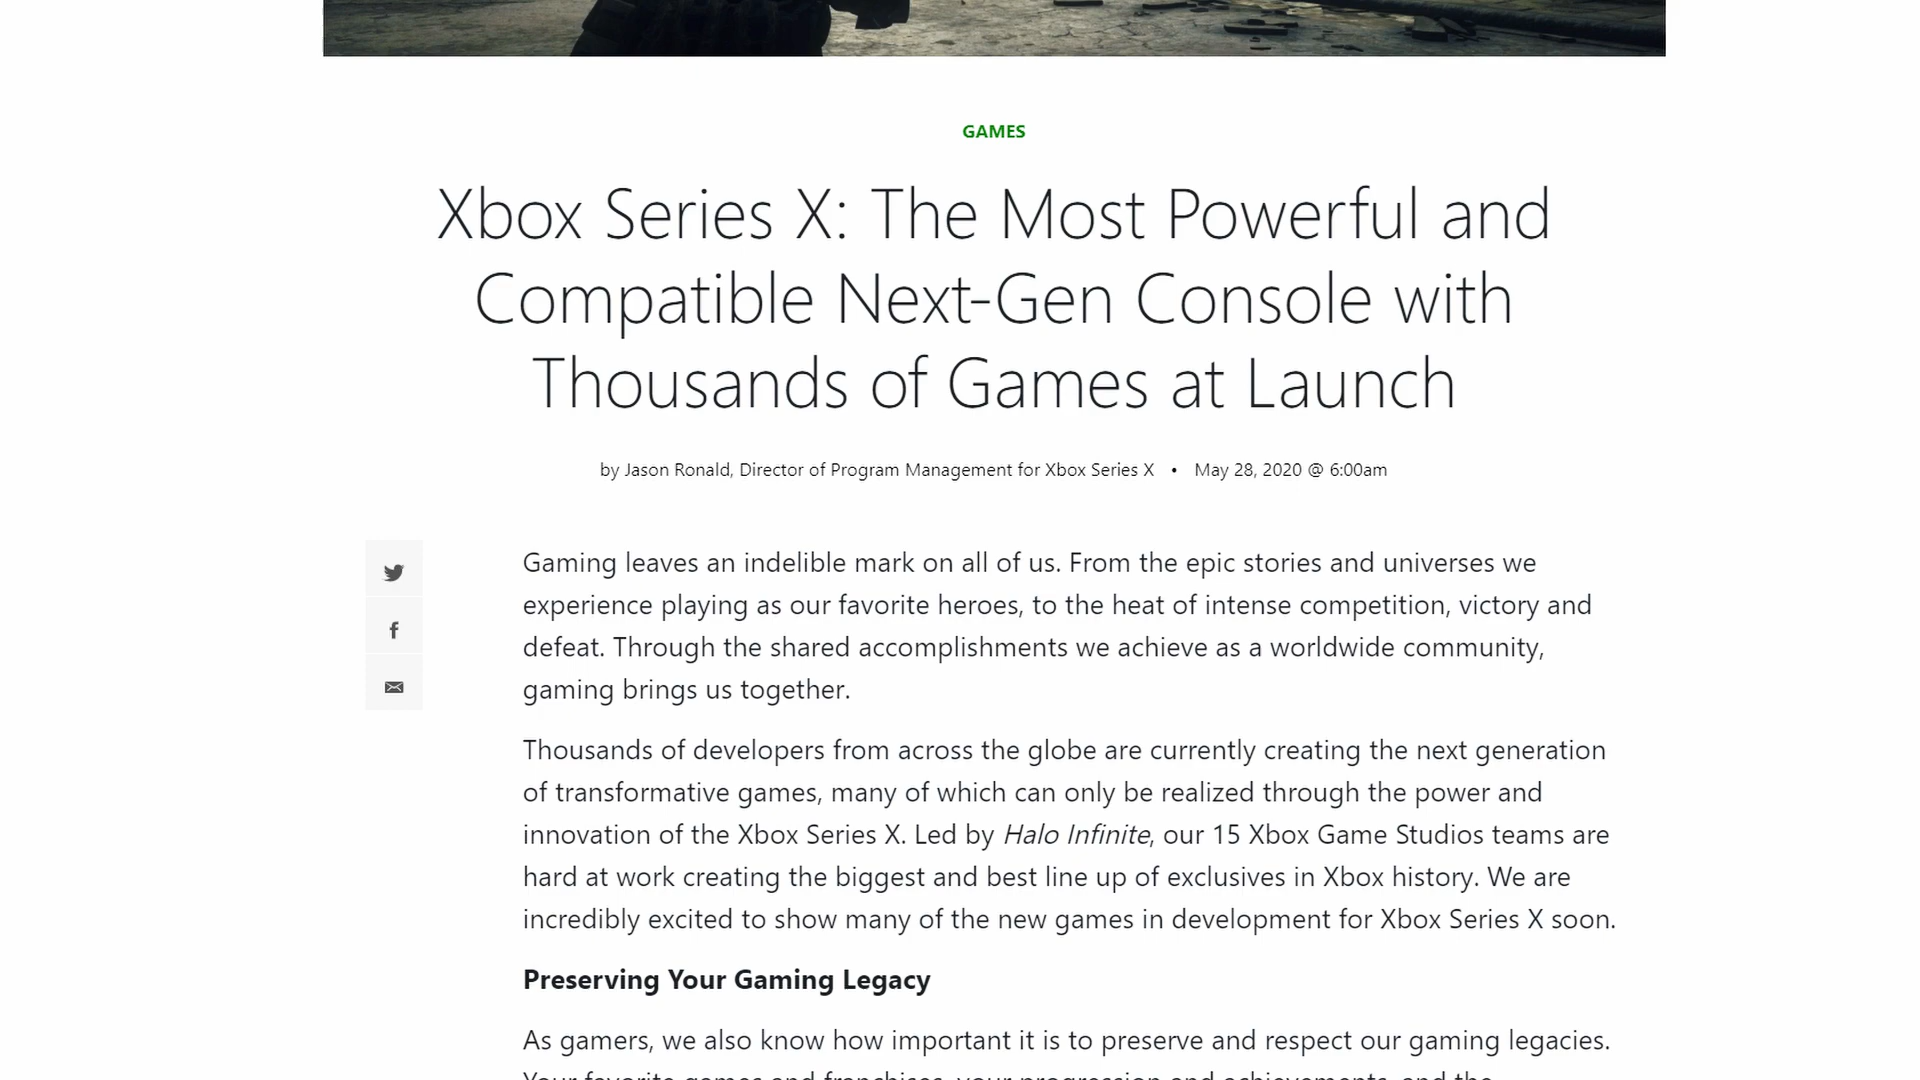 GAMES
Xbox Series X: The Most Powerful and
Compatible Next-Gen Console with
Thousands of Games at Launch
by Jason Ronald, Director of Program Management for Xbox Series X • May 28, 2020 @ 6:00am
Gaming leaves an indelible mark on all of us. From the epic stories and universes we
experience playing as our favorite heroes, to the heat of intense competition, victory and
defeat. Through the shared accomplishments we achieve as a worldwide community,
gaming brings us together.
Thousands of developers from across the globe are currently creating the next generation
of transformative games, many of which can only be realized through the power and
innovation of the Xbox Series X. Led by Halo Infinite, our 15 Xbox Game Studios teams are
hard at work creating the biggest and best line up of exclusives in Xbox history. We are
incredibly excited to show many of the new games in development for Xbox Series X soon.
Preserving Your Gaming Legacy
As gamers, we also know how important it is to preserve and respect our gaming legacies.
Your favorite games and franchises, your progression and achievements, and the